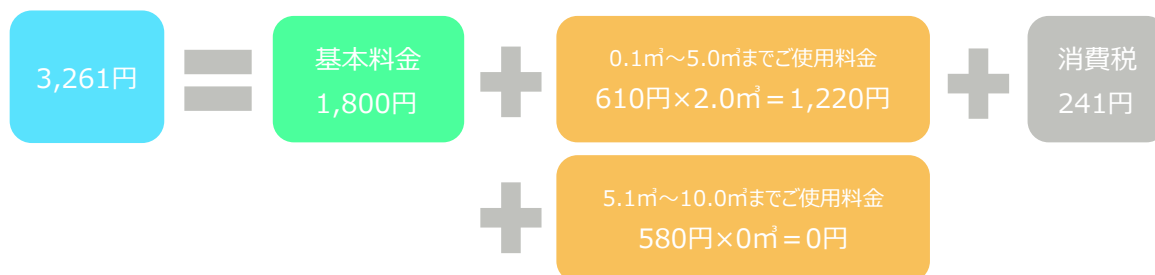 3,261円
基本料金
1,800円
0.1㎥～5.0㎥までご使用料金
610円×2.0㎥＝1,220円
消費税
241円
5.1㎥～10.0㎥までご使用料金
580円×0㎥＝0円